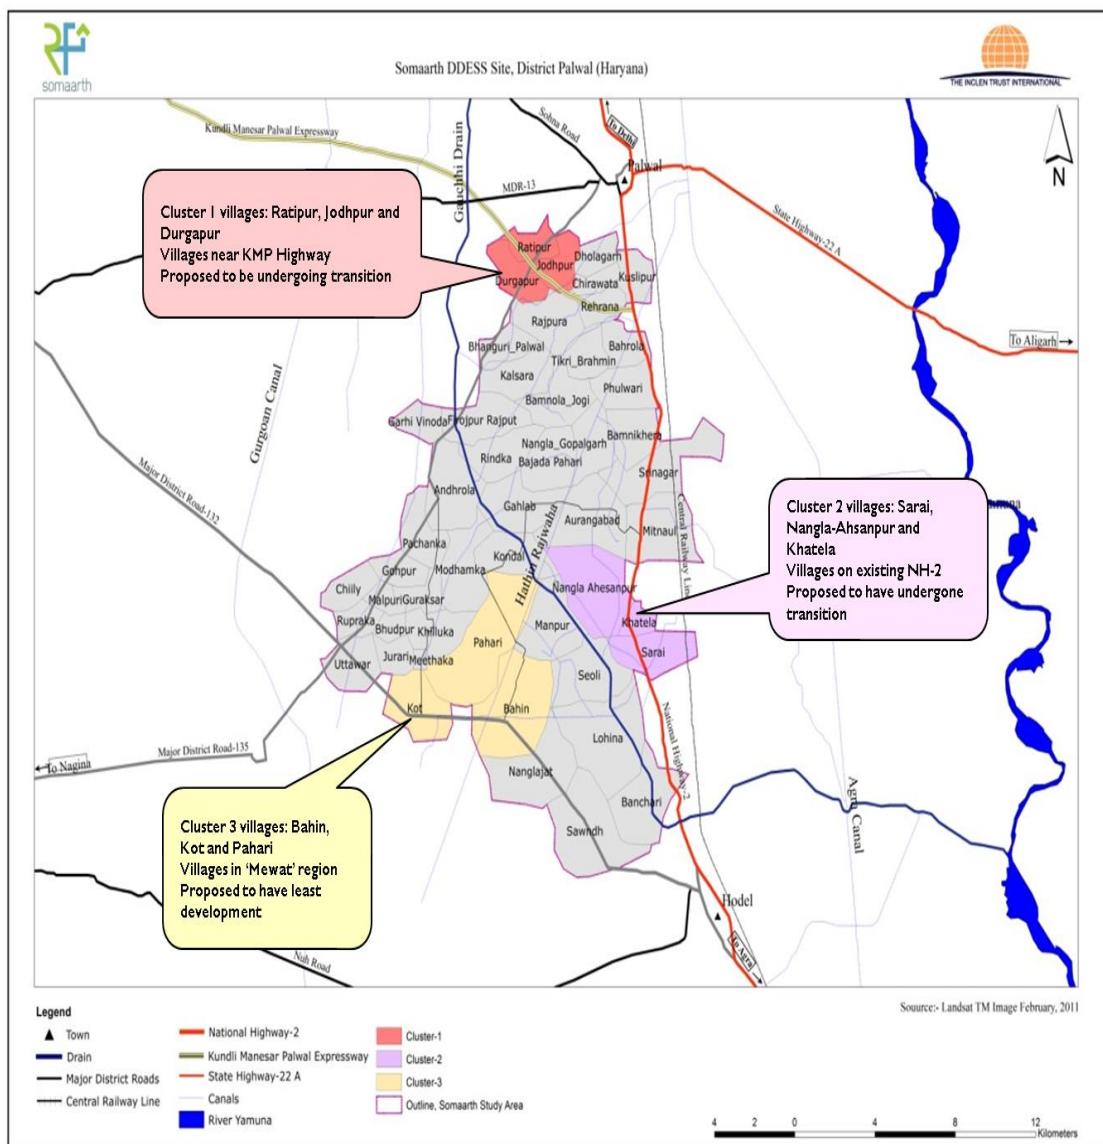 somaarth
Somaarth DDESS Site, District Palwal (Haryana)
THE INCLEN TRUST INTERNATIONAL
Kundli Manesar Palwal Expressway
Gauchhi Drain
Sohna Road
To Delhi
Palwal
MDR-13
State Highway-22 A
N
Cluster 1 villages: Ratipur, Jodhpur and
Durgapur
Villages near KMP Highway
Proposed to be undergoing transition
Ratipur
Jodhpur
Durgapur
Dholagarh
Chirawata
Kuslipur
Rehrana
Rajpura
To Aligarh
Bhanguri_Palwal
Bahrola
Tikri_Brahmin
Kalsara
Phulwari
Bamnola_Jogi
Gurgoan Canal
Garhi Vinoda
Firojpur Rajput
Nangla_Gopalgarh
Bamnikhera
Rindka
Bajada Pahari
Srinagar
Major District Road-132
Andhrola
Gahlab
Aurangabad
Mitnaul
Central Railway Line
Hathin Rajwaha
Cluster 2 villages: Sarai,
Nangla-Ahsanpur and
Khatela
Villages on existing NH-2
Proposed to have undergone
transition
Pachanka
Kondal
Gohpur
Modhamka
Nangla Ahesanpur
Chilly
Malpuri
Guraksar
Rupraka
Bhudpur
Khilluka
Pahari
Manpur
Khatela
Sarai
Uttawar
Jurari
Meethaka
Seoli
Kot
Bahin
National Highway-2
Lohina
Major District Road-135
To Nagina
Nanglajat
Banchari
Sawndh
Agra Canal
Cluster 3 villages: Bahin,
Kot and Pahari
Villages in ‘Mewat’ region
Proposed to have least
development
Hodel
To Agra
Nuh Road
Souurce:- Landsat TM Image February, 2011
Legend
Town
Drain
Major District Roads
Central Railway Line
National Highway-2
Kundli Manesar Palwal Expressway
State Highway-22 A
Canals
River Yamuna
Cluster-1
Cluster-2
Cluster-3
Outline, Somaarth Study Area
4 2 0 4 8 12
Kilometers